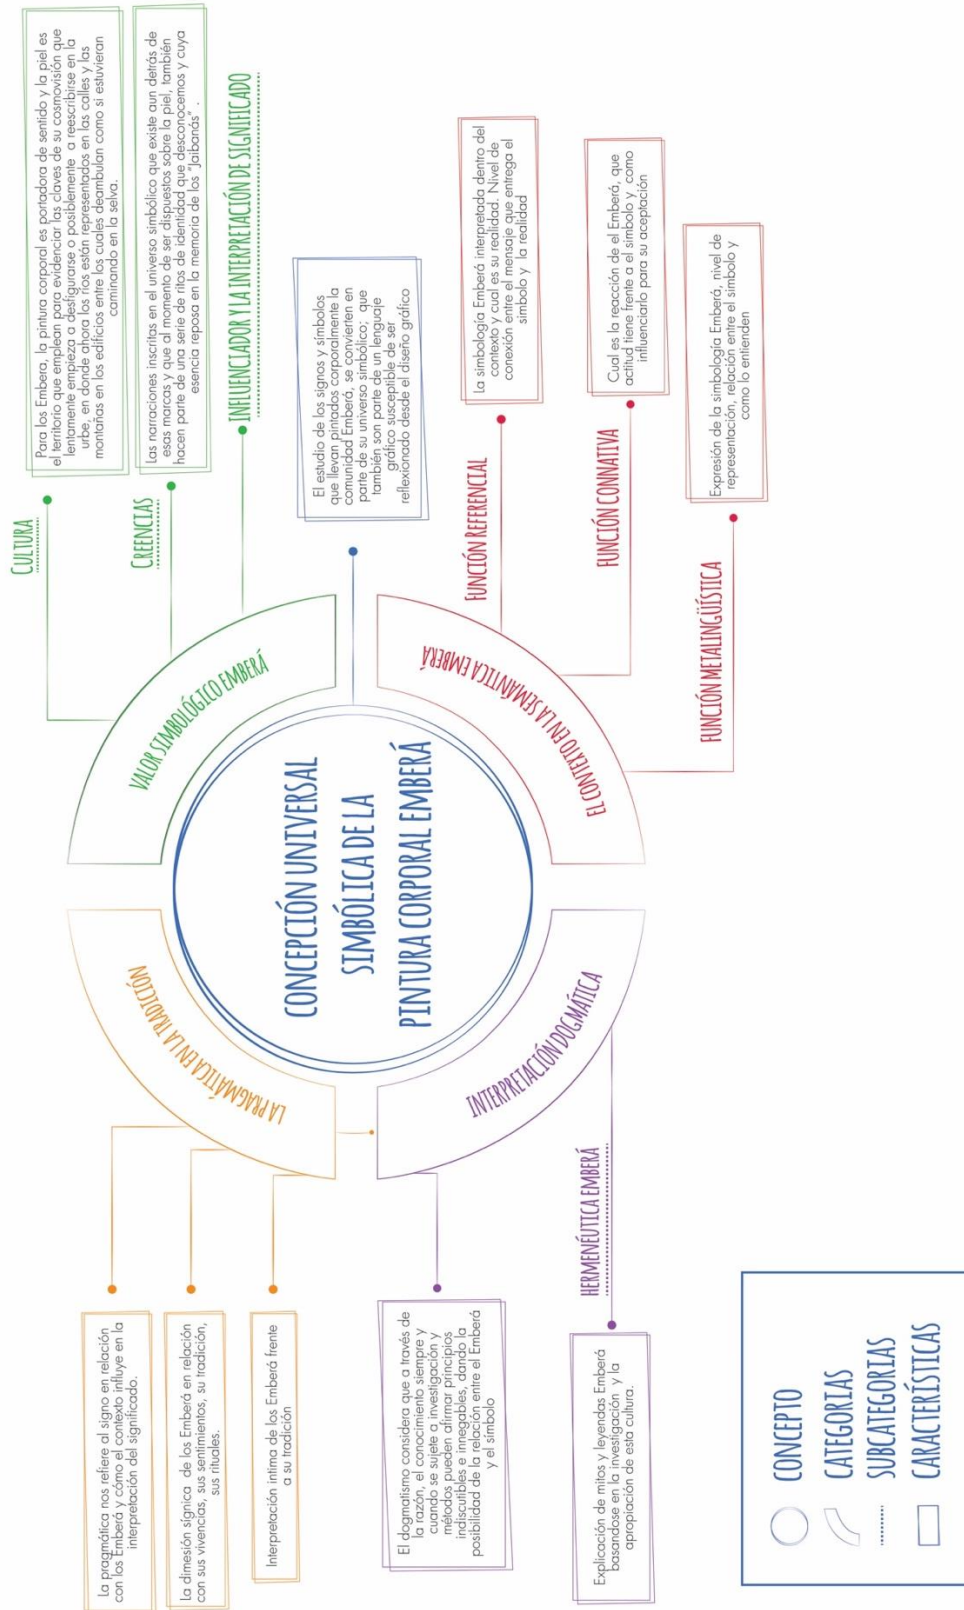 CULTURA
Para los Embera, la pintura corporal es portadora de sentido y la piel es
el territorio que emplean para evidenciar las claves de su cosmovisión que
lentamente empieza a desfigurarse o posiblemente a reescribirse en la
urbe, en donde ahora los ríos están representados en las calles y las
montañas en los edificios entre los cuales deambulan como si estuvieran
caminando en la selva.
CREENCIAS
Las narraciones inscritas en el universo simbólico que existe aun detrás de
esas marcas y que al momento de ser dispuestos sobre la piel, también
hacen parte de una serie de ritos de identidad que desconocemos y cuya
esencia reposa en la memoria de los "Jaibanás" .
INFLUENCIADOR Y LA INTERPRETACIÓN DE SIGNIFICADO
VALOR SIMBOLÓGICO EMBERÁ
El estudio de los signos y símbolos
que llevan pintados corporalmente la
comunidad Emberá, se convierten en
parte de su universo simbólico; que
también son parte de un lenguaje
gráfico susceptible de ser
reflexionado desde el diseño gráfico
LA PRAGMÁTICA EN LA TRADICIÓN
La pragmática nos refiere al signo en relación
con los Emberá y cómo el contexto influye en la
interpretación del significado.
La dimesión signica de los Emberá en relación
con sus vivencias, sus sentimientos, su tradición,
sus rituales.
Interpretación intima de los Emberá frente
a su tradición
CONCEPCIÓN UNIVERSAL
SIMBÓLICA DE LA
PINTURA CORPORAL EMBERÁ
EL CONTEXTO EN LA SEMÁNTICA EMBERÁ
FUNCIÓN REFERENCIAL
La simbología Emberá interpretada dentro del
contexto y cual es su realidad. Nivel de
conexión entre el mensaje que entrega el
símbolo y la realidad
FUNCIÓN CONNATIVA
Cual es la reacción de el Emberá, que
actitud tiene frente a el símbolo y como
influenciarlo para su aceptación
FUNCIÓN METALINGÜÍSTICA
Expresión de la simbología Emberá, nivel de
representación, relación entre el símbolo y
como lo entienden
INTERPRETACIÓN DOGMÁTICA
El dogmatismo considera que a través de
la razón, el conocimiento siempre y
cuando se sujete a investigación y
métodos pueden afirmar principios
indiscutibles e innegables, dando la
posibilidad de la relación entre el Emberá
y el símbolo
HERMENÉUTICA EMBERÁ
Explicación de mitos y leyendas Emberá
basandose en la investigación y la
apropiación de esta cultura.
CONCEPTO
CATEGORIAS
SUBCATEGORIAS
CARACTERÍSTICAS